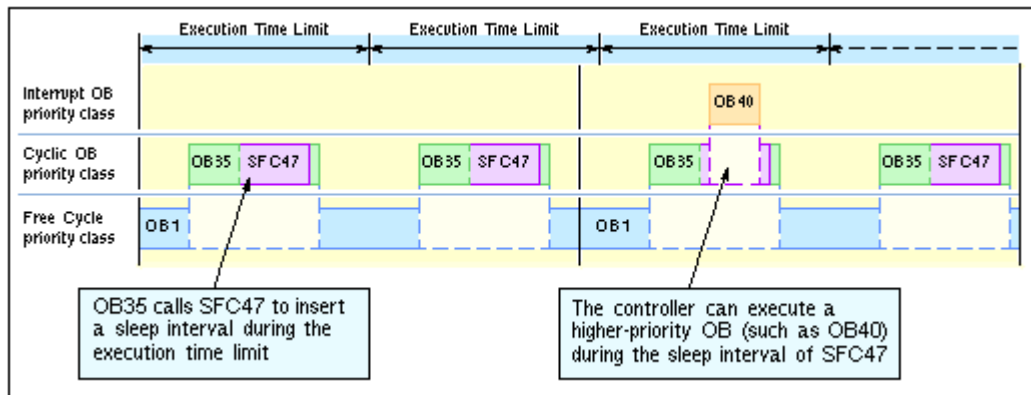 Execution Time Limit Execution Time Limit Execution Time Limit
Interrupt OB
priority class
OB40
Cyclic OB
priority class
OB35 SFC47 OB35 SFC47 OB35 OB35 SFC47
Free Cycle
priority class
OB1 OB1
OB35 calls SFC47 to insert
a sleep interval during the
execution time limit
The controller can execute a
higher-priority OB (such as OB40)
during the sleep interval of SFC47